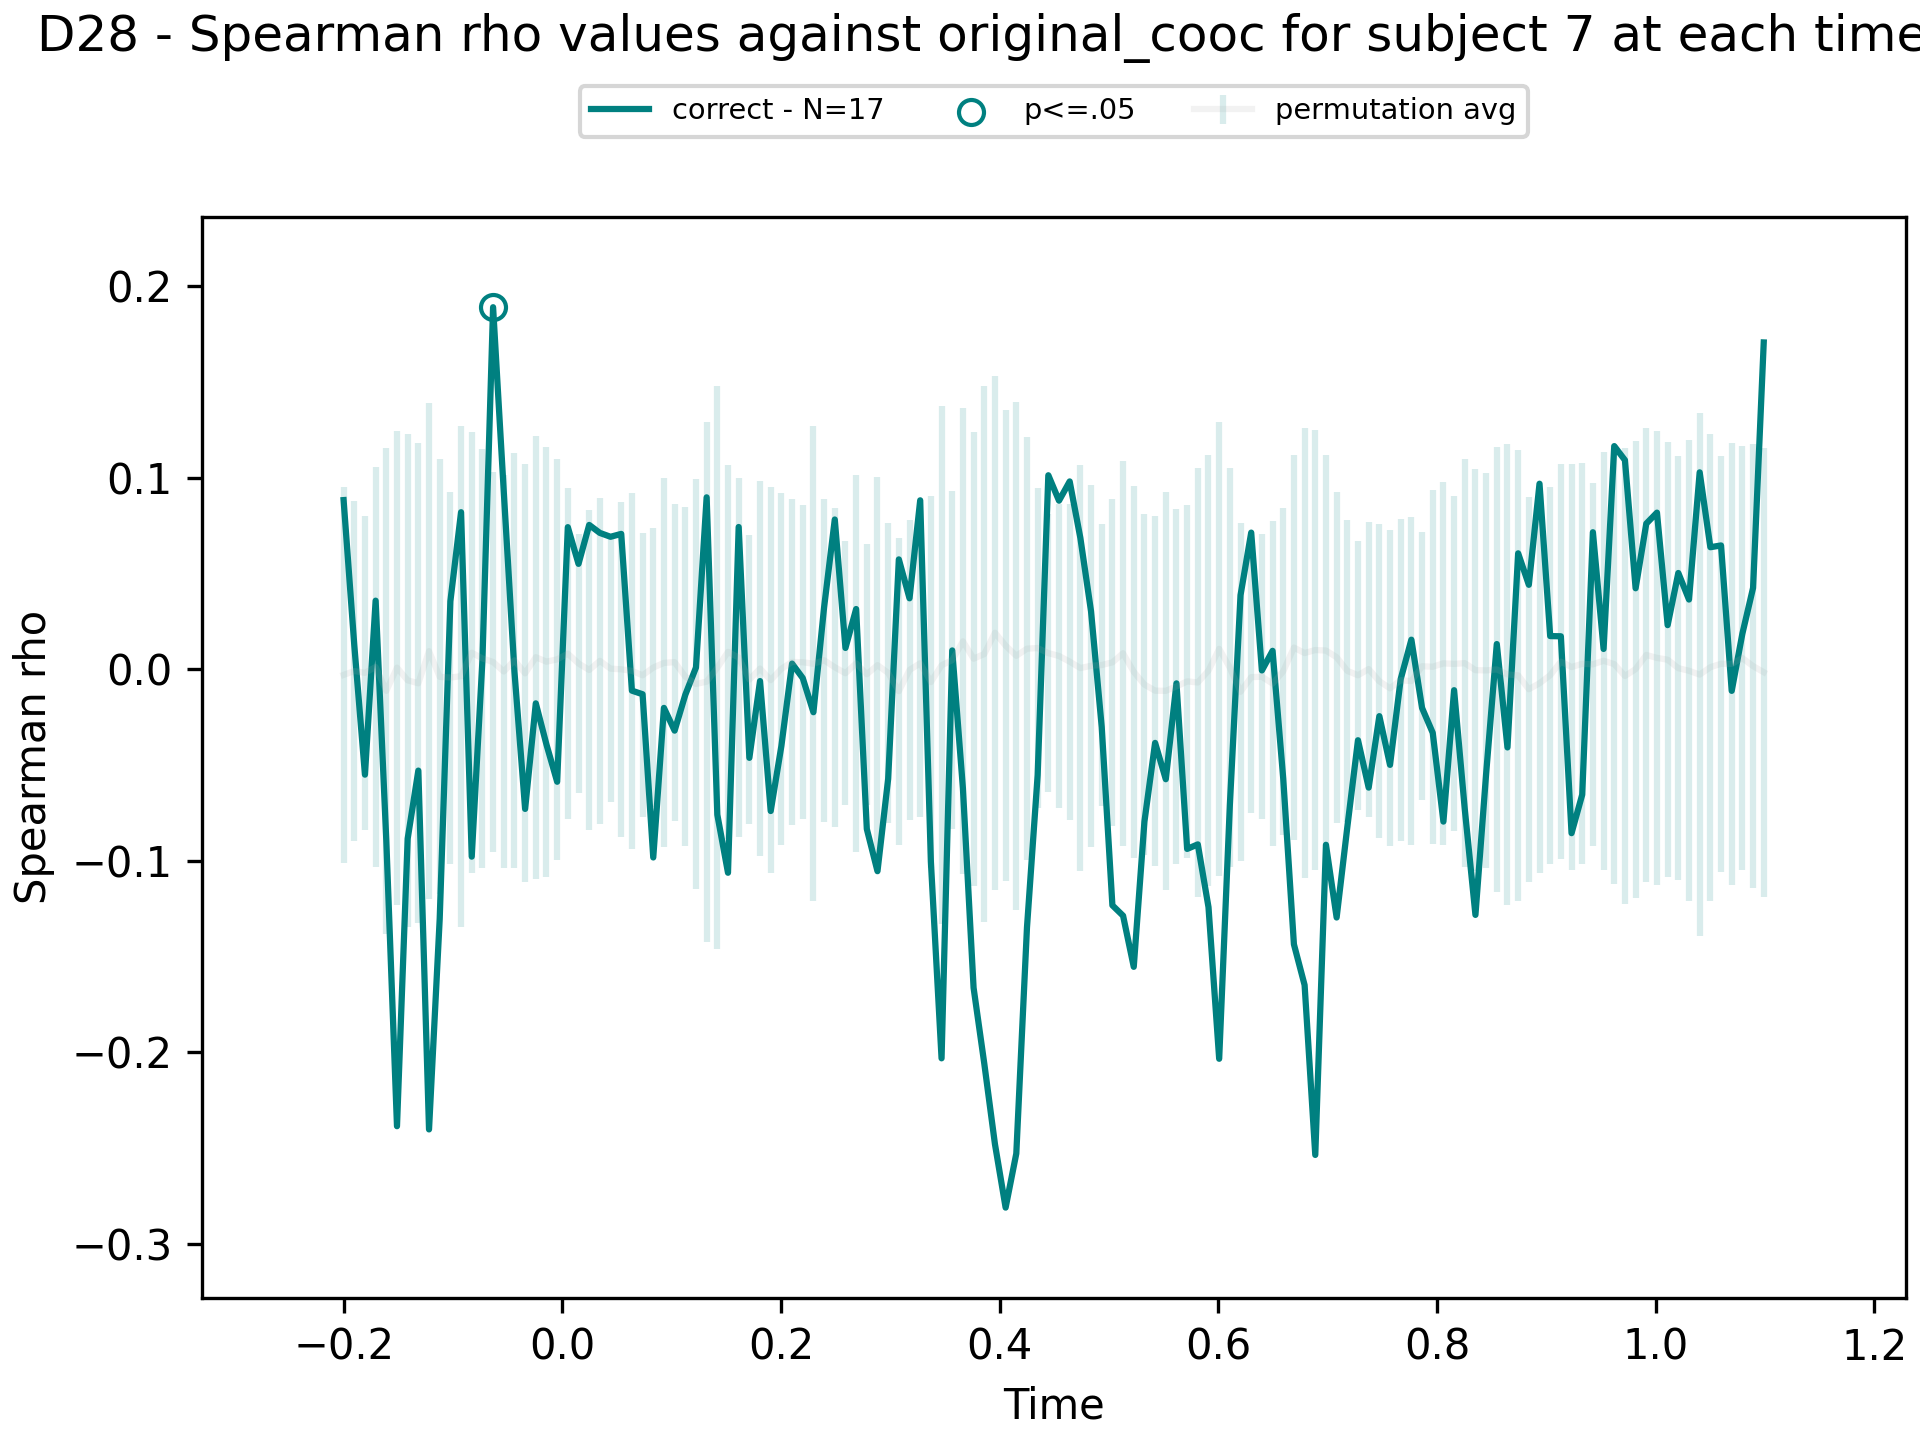 D28 - Spearman rho values against original_cooc for subject 7 at each time
correct - N=17 p<=.05 permutation avg
0.2
0.1
0.0
−0.1
−0.2
−0.3
Spearman rho
−0.2 0.0 0.2 0.4 0.6 0.8 1.0 1.2
Time